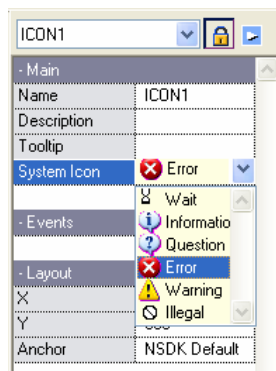 ICON1
- Main
Name ICON1
Description
Tooltip
System Icon Error
Wait
- Events
Informatio
Question
- Layout
Error
X
Warning
Y
Illegal
Anchor NSDK Default